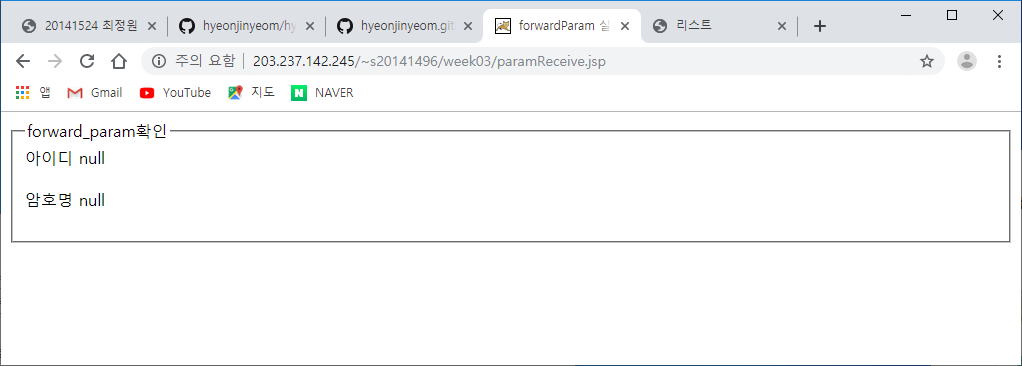 20141524 최정원
hyeonjinyeom/hy
hyeonjinyeom.git
forwardParam 실
리스트
주의 요함 | 203.237.142.245/~s20141496/week03/paramReceive.jsp
앱 Gmail YouTube 지도 NAVER
forward_param확인
아이디 null
암호명 null